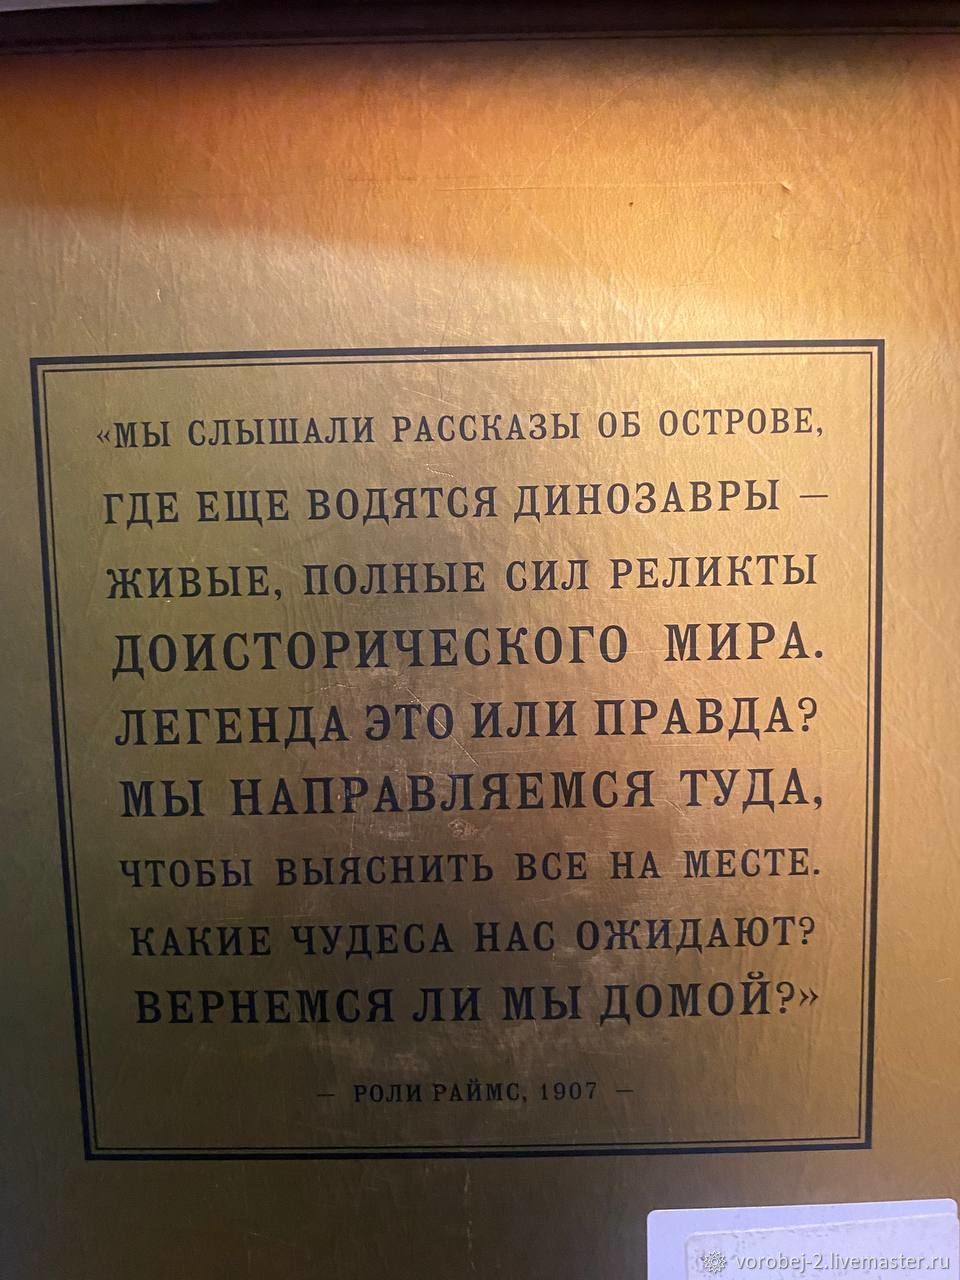 «МЫ СЛЫШАЛИ РАССКАЗЫ ОБ ОСТРОВЕ,
ГДЕ ЕЩЕ ВОДЯТСЯ ДИНОЗАВРЫ —
ЖИВЫЕ, ПОЛНЫЕ СИЛ РЕЛИКТЫ
ДОИСТОРИЧЕСКОГО МИРА.
ЛЕГЕНДА ЭТО ИЛИ ПРАВДА?
МЫ НАПРАВЛЯЕМСЯ ТУДА,
ЧТОБЫ ВЫЯСНИТЬ ВСЕ НА МЕСТЕ.
КАКИЕ ЧУДЕСА НАС ОЖИДАЮТ?
ВЕРНЕМСЯ ЛИ МЫ ДОМОЙ?»
— РОЛИ РАЙМС, 1907 —
vorobej-2.livemaster.ru